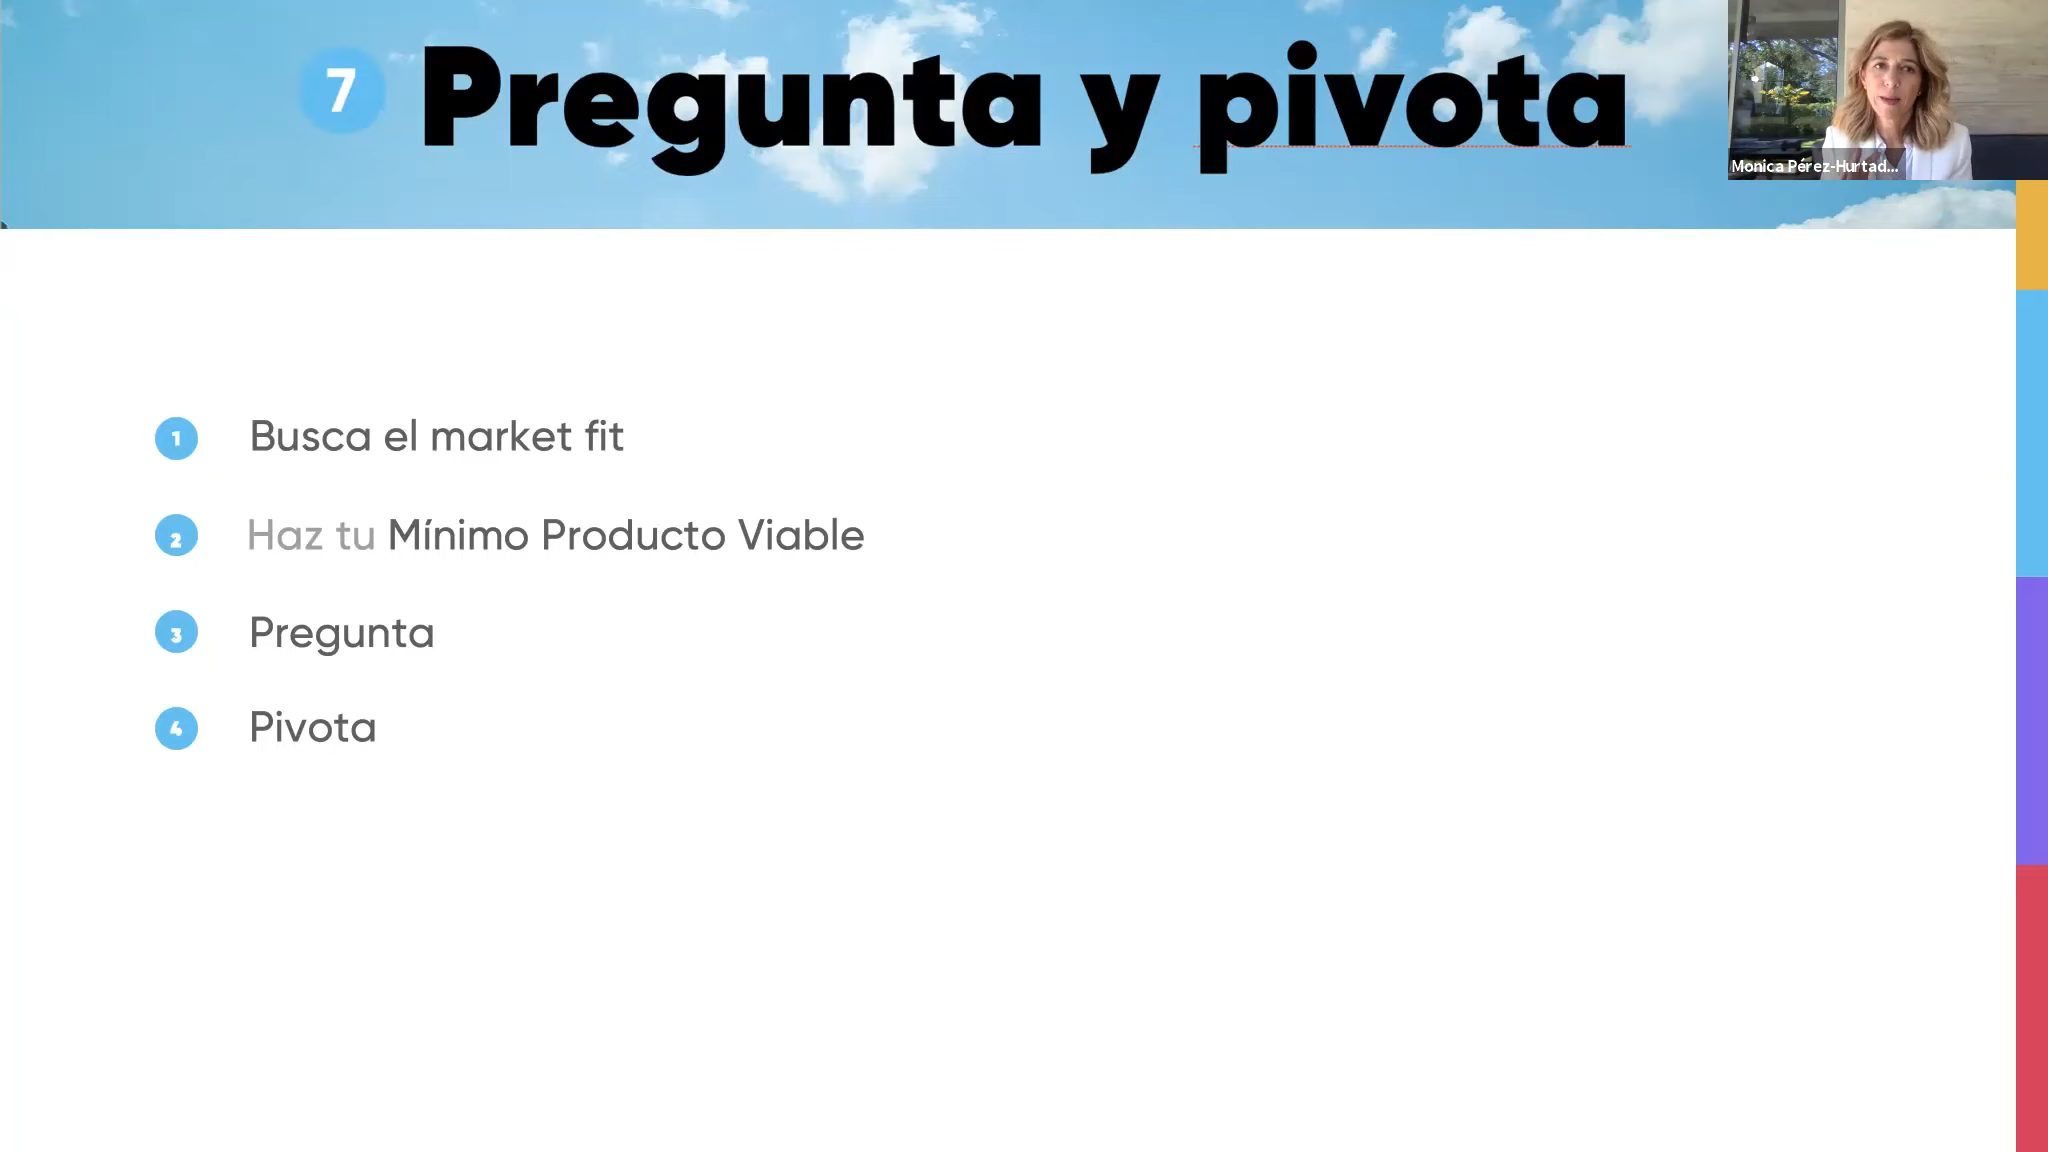 7 Pregunta y pivota
Monica Pérez-Hurtad...
1 Busca el market fit
2 Haz tu Mínimo Producto Viable
3 Pregunta
4 Pivota